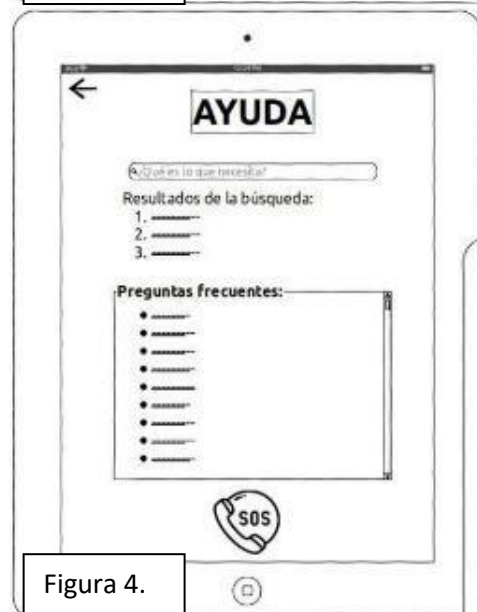 AYUDA
¿Qué es lo que necesita?
Resultados de la búsqueda:
1.
2.
3.
Preguntas frecuentes:
SOS
Figura 4.